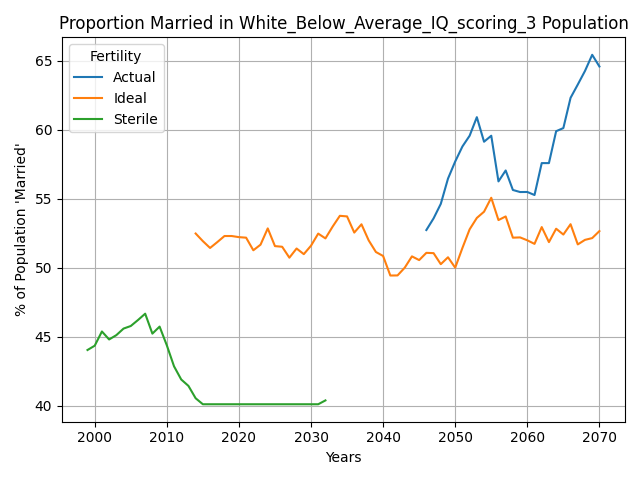 Proportion Married in White_Below_Average_IQ_scoring_3 Population
% of Population 'Married'
65
60
55
50
45
40
Fertility
Actual
Ideal
Sterile
2000 2010 2020 2030 2040 2050 2060 2070
Years